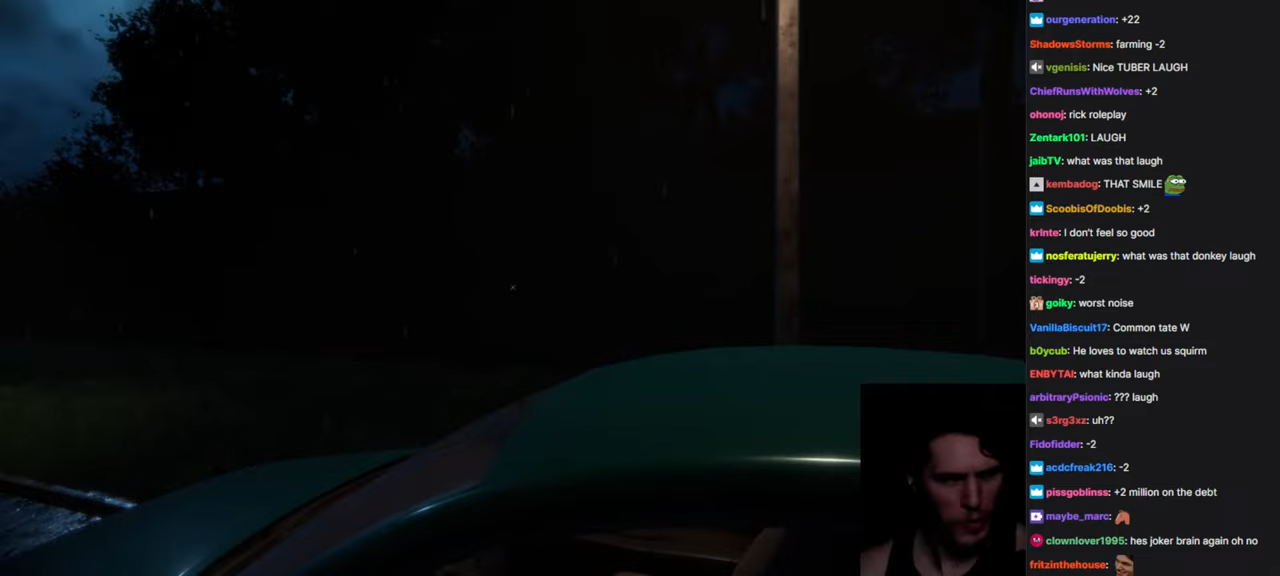 ourgeneration: +22
ShadowsStorms: farming -2
vgenisis: Nice TUBER LAUGH
ChiefRunsWithWolves: +2
ohonoj: rick roleplay
Zentark101: LAUGH
jaibTV: what was that laugh
kembadog: THAT SMILE
ScoobisOfDoobis: +2
krinte: I don't feel so good
nosferatujerry: what was that donkey laugh
tickingy: -2
goiky: worst noise
VanillaBiscuit17: Common tate W
b0ycub: He loves to watch us squirm
ENBYTAI: what kinda laugh
arbitraryPsionic: ??? laugh
s3rg3xz: uh??
Fidofidder: -2
acdcfreak216: -2
pissgoblinss: +2 million on the debt
maybe_marc:
clownlover1995: hes joker brain again oh no
fritzinthehouse: